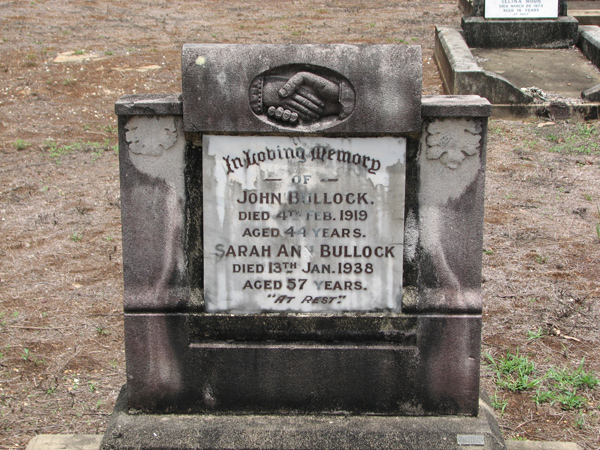 In Loving Memory
— OF —
JOHN BULLOCK.
DIED 4TH FEB. 1919
AGED 44 YEARS.
SARAH ANN BULLOCK
DIED 13TH JAN. 1938
AGED 57 YEARS.
"AT REST."